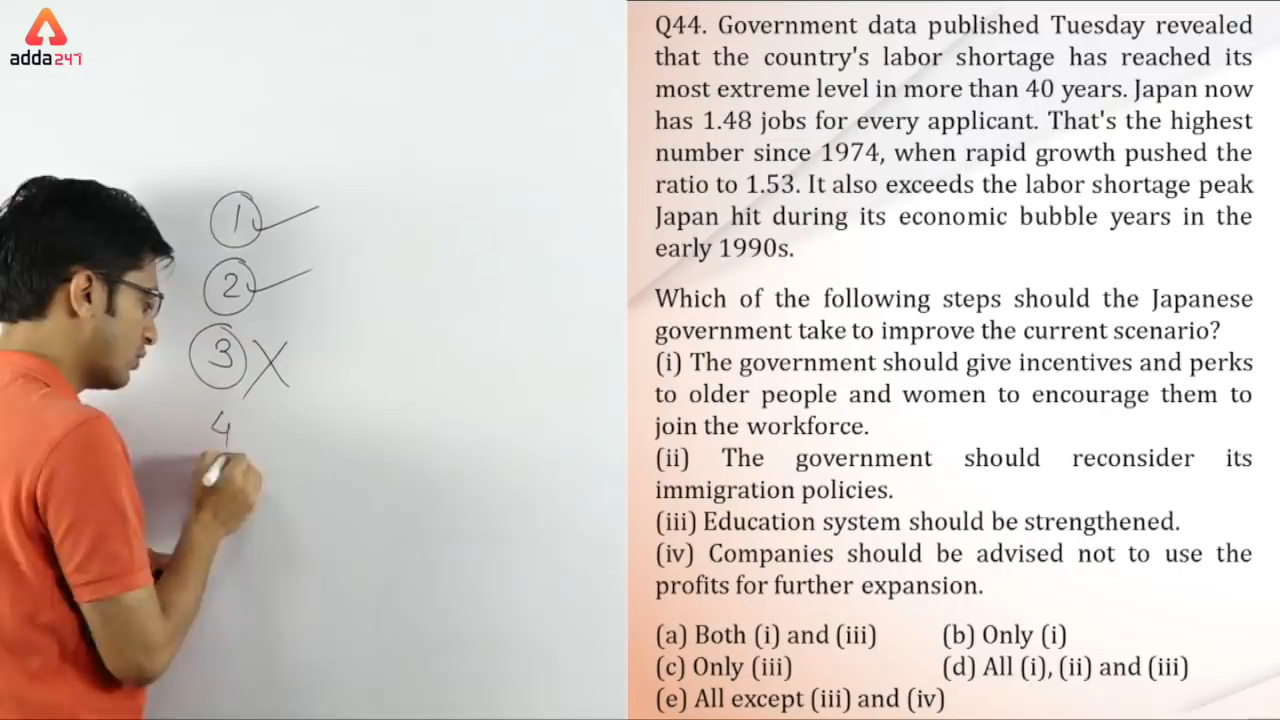 adda247
1
2
3
4
Q44. Government data published Tuesday revealed
that the country's labor shortage has reached its
most extreme level in more than 40 years. Japan now
has 1.48 jobs for every applicant. That's the highest
number since 1974, when rapid growth pushed the
ratio to 1.53. It also exceeds the labor shortage peak
Japan hit during its economic bubble years in the
early 1990s.
Which of the following steps should the Japanese
government take to improve the current scenario?
(i) The government should give incentives and perks
to older people and women to encourage them to
join the workforce.
(ii) The government should reconsider its
immigration policies.
(iii) Education system should be strengthened.
(iv) Companies should be advised not to use the
profits for further expansion.
(a) Both (i) and (iii) (b) Only (i)
(c) Only (iii) (d) All (i), (ii) and (iii)
(e) All except (iii) and (iv)